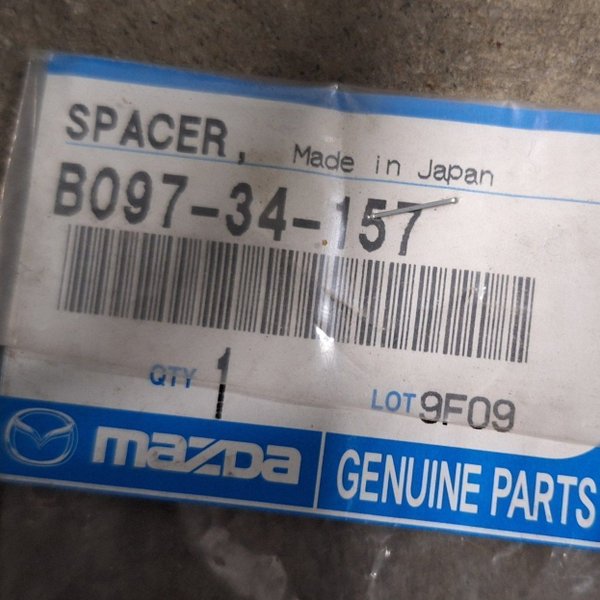 SPACER, Made in Japan
B097-34-157
QTY 1 LOT 9F09
mazda GENUINE PARTS